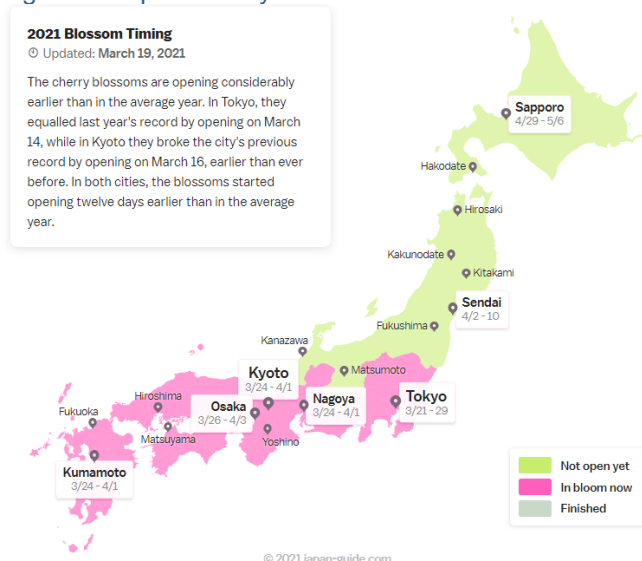 2021 Blossom Timing
Updated: March 19, 2021
The cherry blossoms are opening considerably
earlier than in the average year. In Tokyo, they
equalled last year's record by opening on March
14, while in Kyoto they broke the city's previous
record by opening on March 16, earlier than ever
before. In both cities, the blossoms started
opening twelve days earlier than in the average
year.
Sapporo
4/29 - 5/6
Hakodate
Hirosaki
Kakunodate
Kitakami
Sendai
4/2 - 10
Fukushima
Kanazawa
Matsumoto
Kyoto
3/24 - 4/1
Nagoya
3/24 - 4/1
Tokyo
3/21 - 29
Osaka
3/26 - 4/3
Hiroshima
Fukuoka
Matsuyama
Yoshino
Kumamoto
3/24 - 4/1
Not open yet
In bloom now
Finished
© 2021 japan-guide.com